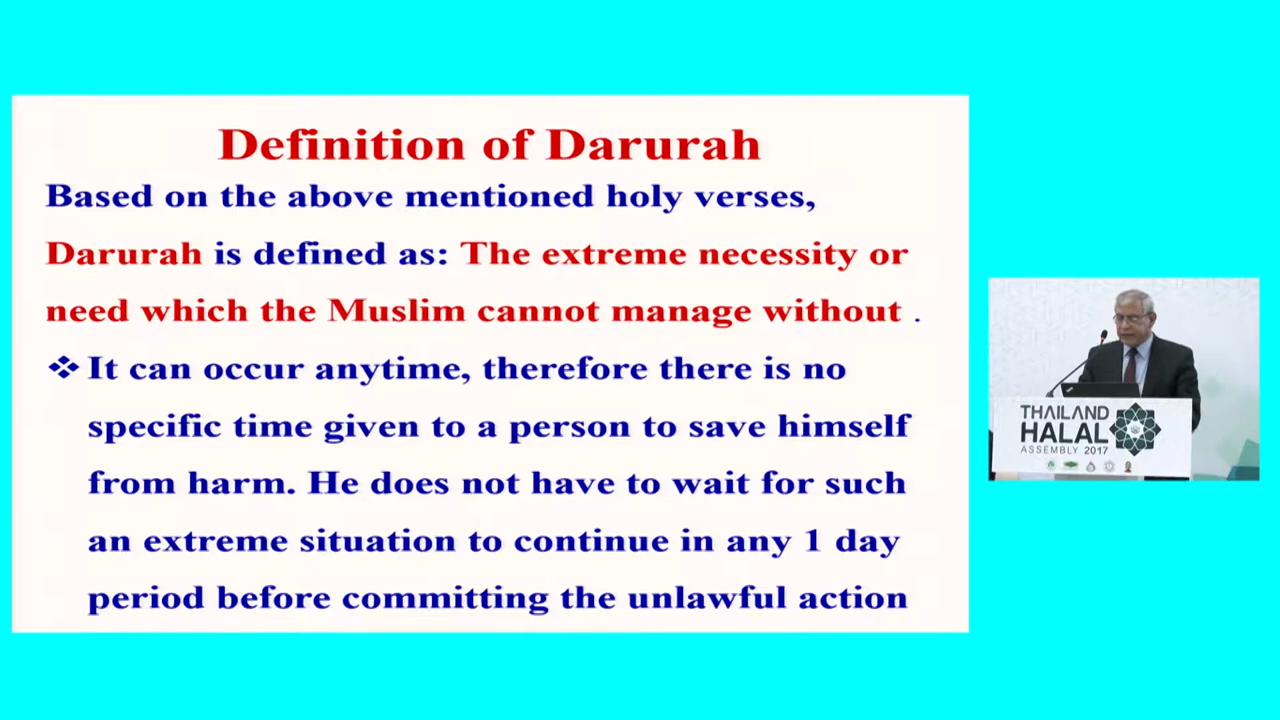 Definition of Darurah
Based on the above mentioned holy verses,
Darurah is defined as: The extreme necessity or
need which the Muslim cannot manage without .
❖ It can occur anytime, therefore there is no
specific time given to a person to save himself
from harm. He does not have to wait for such
an extreme situation to continue in any 1 day
period before committing the unlawful action
THAILAND
HALAL
ASSEMBLY 2017